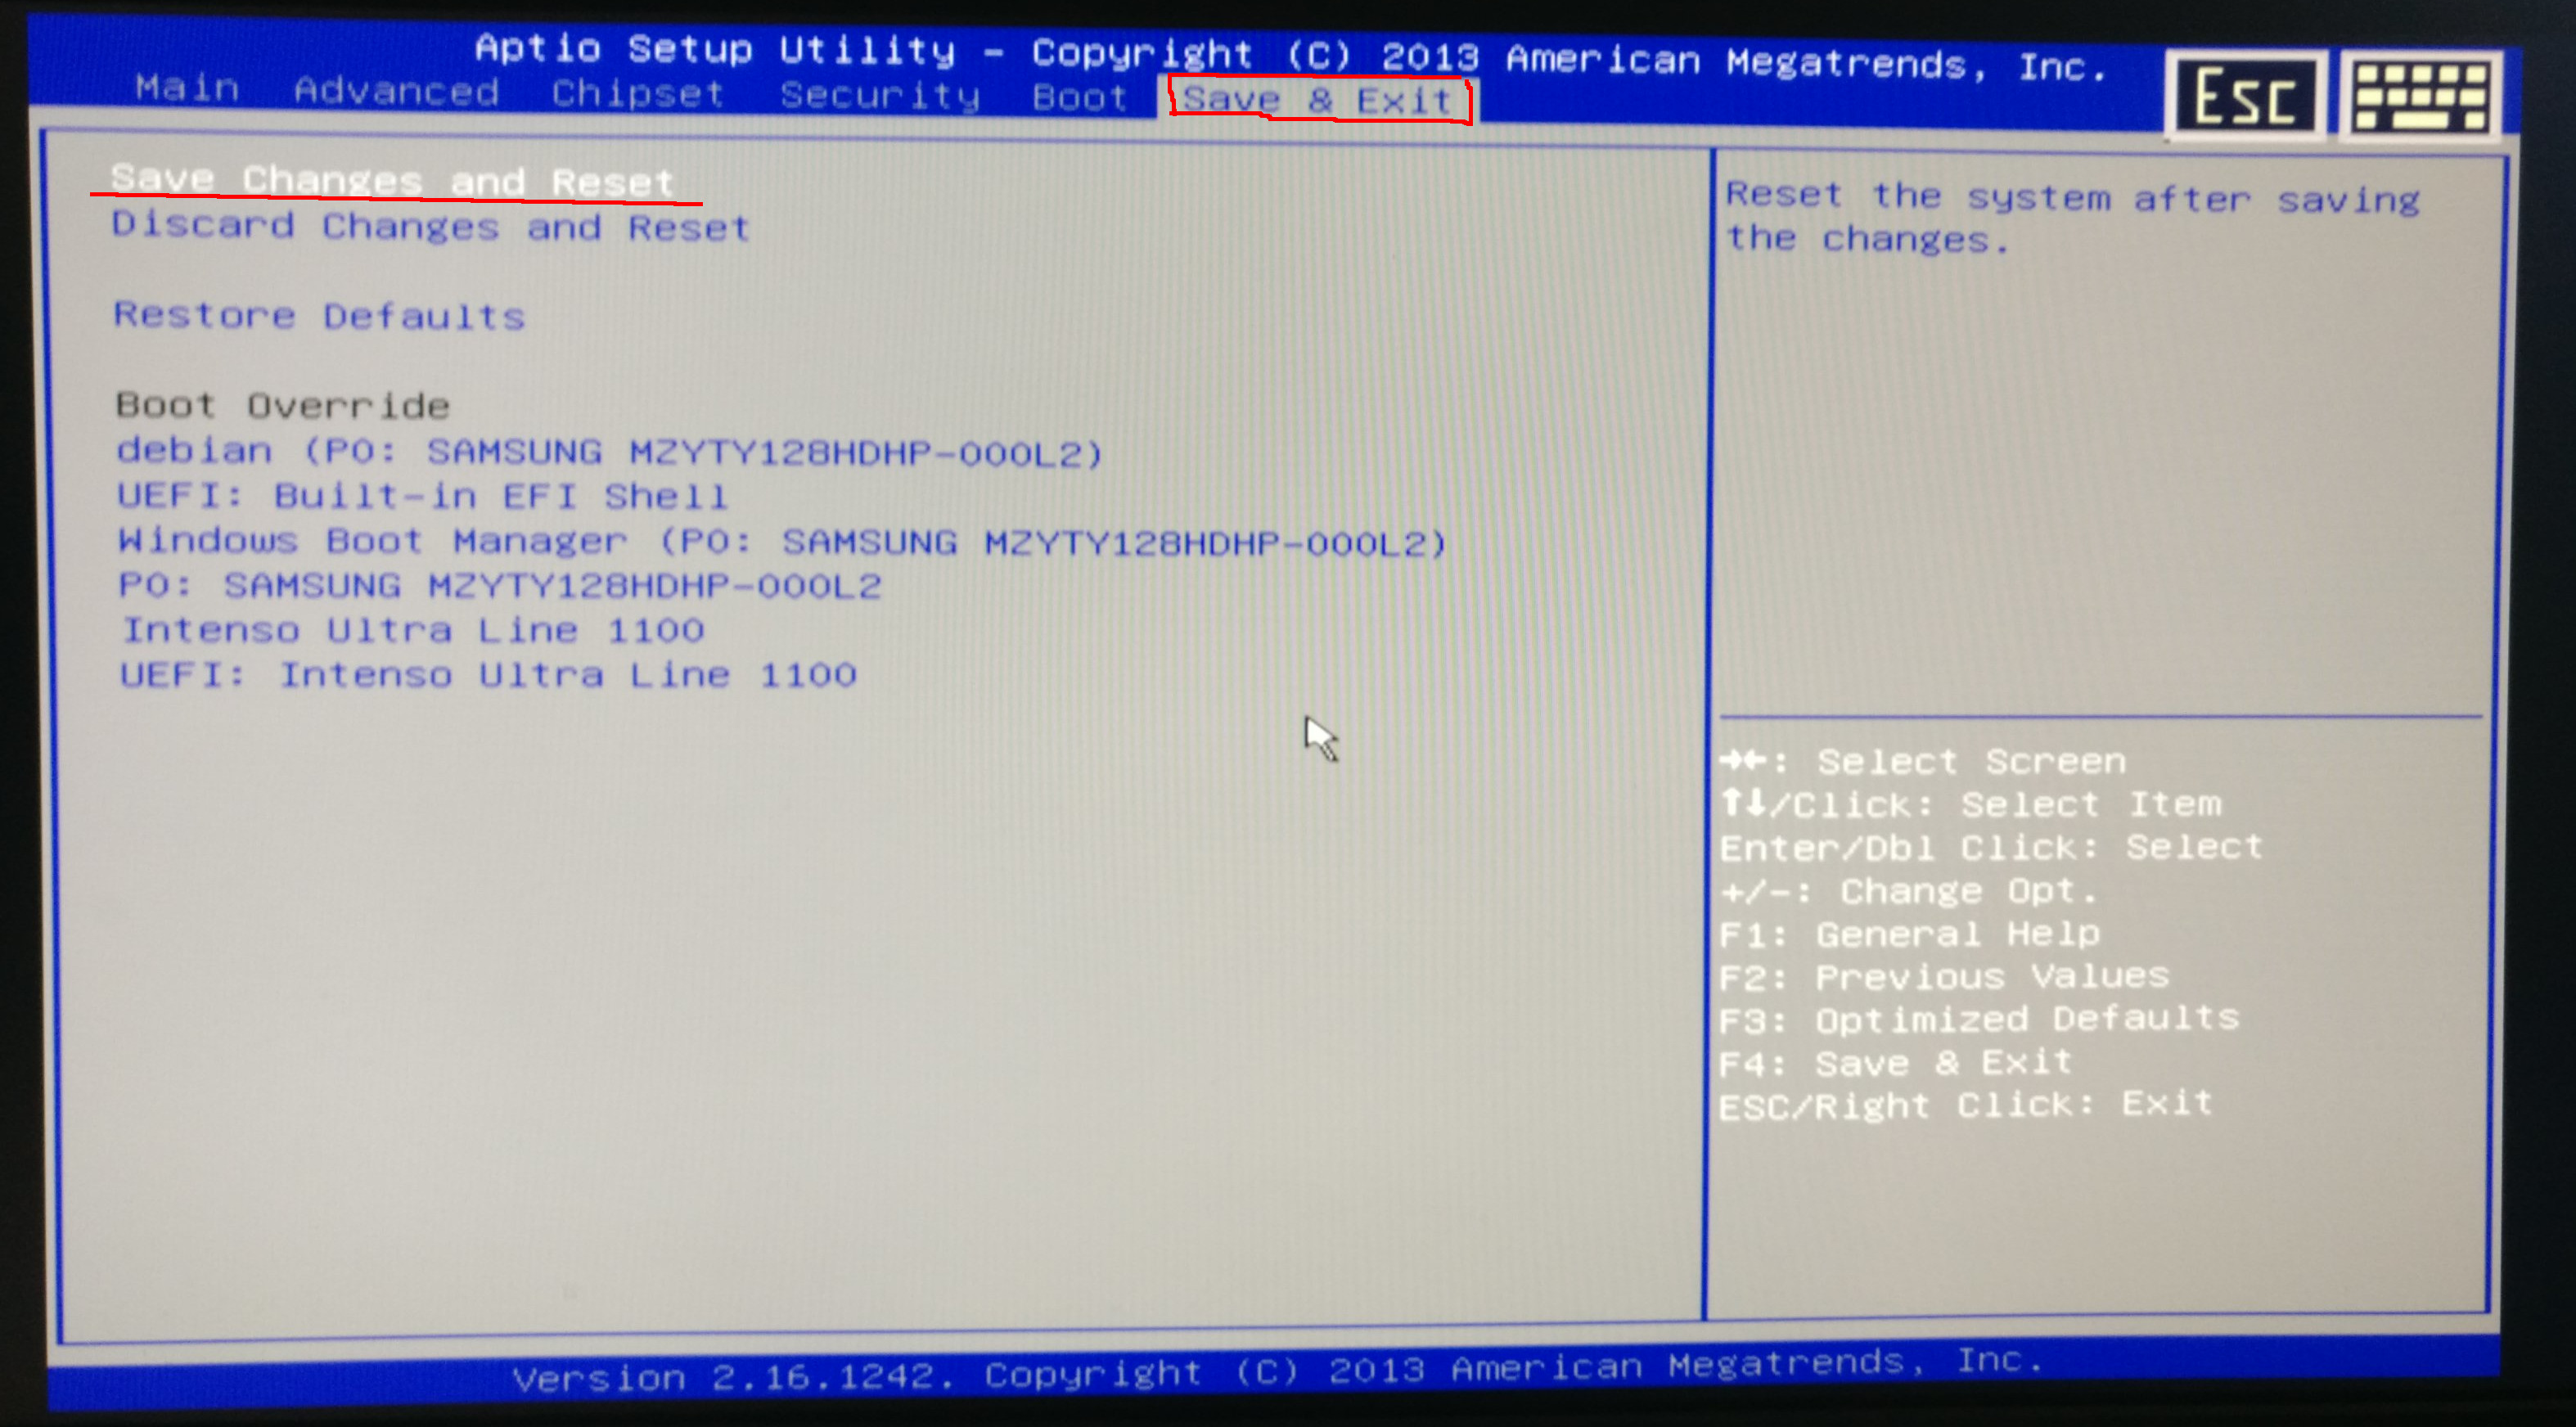 Aptio Setup Utility - Copyright (C) 2013 American Megatrends, Inc.
Main Advanced Chipset Security Boot Save & Exit
ESC
Save Changes and Reset
Discard Changes and Reset
Restore Defaults
Boot Override
debian (P0: SAMSUNG MZYTY128HDHP-000L2)
UEFI: Built-in EFI Shell
Windows Boot Manager (P0: SAMSUNG MZYTY128HDHP-000L2)
P0: SAMSUNG MZYTY128HDHP-000L2
Intenso Ultra Line 1100
UEFI: Intenso Ultra Line 1100
Reset the system after saving
the changes.
→←: Select Screen
↑↓/Click: Select Item
Enter/Dbl Click: Select
+/-: Change Opt.
F1: General Help
F2: Previous Values
F3: Optimized Defaults
F4: Save & Exit
ESC/Right Click: Exit
Version 2.16.1242. Copyright (C) 2013 American Megatrends, Inc.